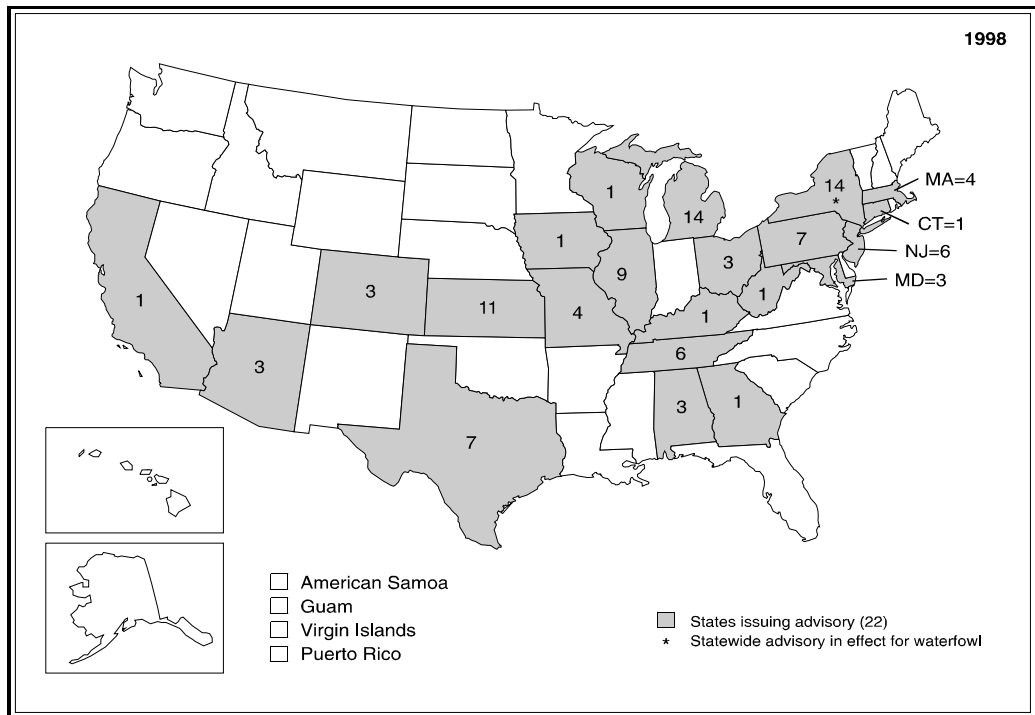 1998
14
*
MA=4
1
14
CT=1
1
7
NJ=6
3
9
MD=3
1
3
1
11
4
1
3
6
3
1
7
American Samoa
Guam
Virgin Islands
Puerto Rico
States issuing advisory (22)
* Statewide advisory in effect for waterfowl